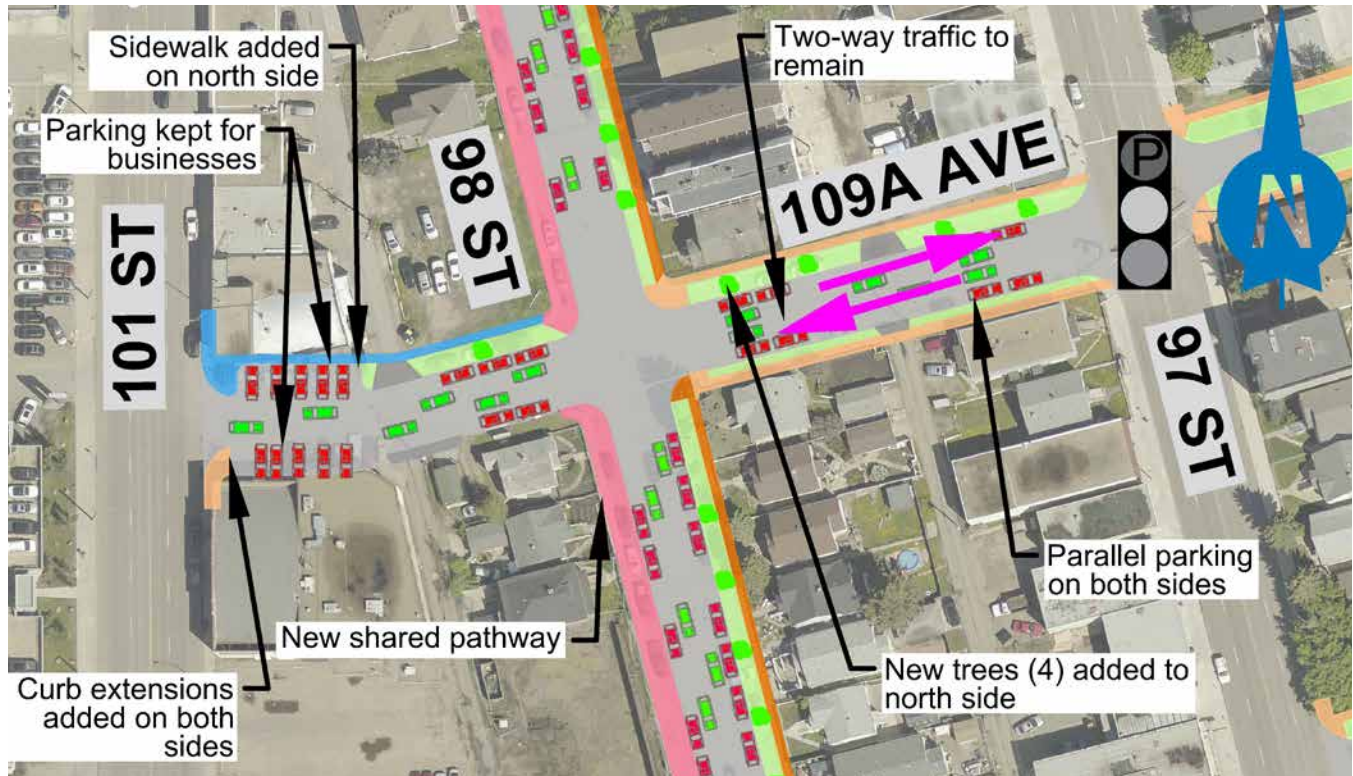 Sidewalk added
on north side
Two-way traffic to
remain
Parking kept for
businesses
98 ST
109A AVE
P
N
101 ST
97 ST
Parallel parking
on both sides
New shared pathway
New trees (4) added to
north side
Curb extensions
added on both
sides